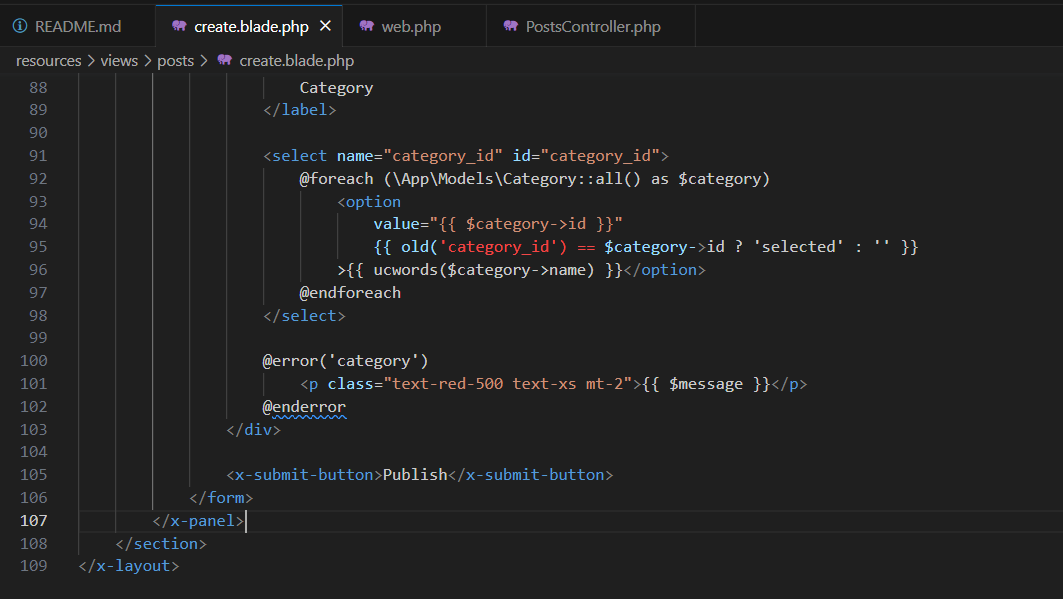 README.md create.blade.php web.php PostsController.php
resources > views > posts > create.blade.php
88 Category
89 </label>
90
91 <select name="category_id" id="category_id">
92 @foreach (\App\Models\Category::all() as $category)
93 <option
94 value="{{ $category->id }}"
95 {{ old('category_id') == $category->id ? 'selected' : '' }}
96 >{{ ucwords($category->name) }}</option>
97 @endforeach
98 </select>
99
100 @error('category')
101 <p class="text-red-500 text-xs mt-2">{{ $message }}</p>
102 @enderror
103 </div>
104
105 <x-submit-button>Publish</x-submit-button>
106 </form>
107 </x-panel>
108 </section>
109 </x-layout>